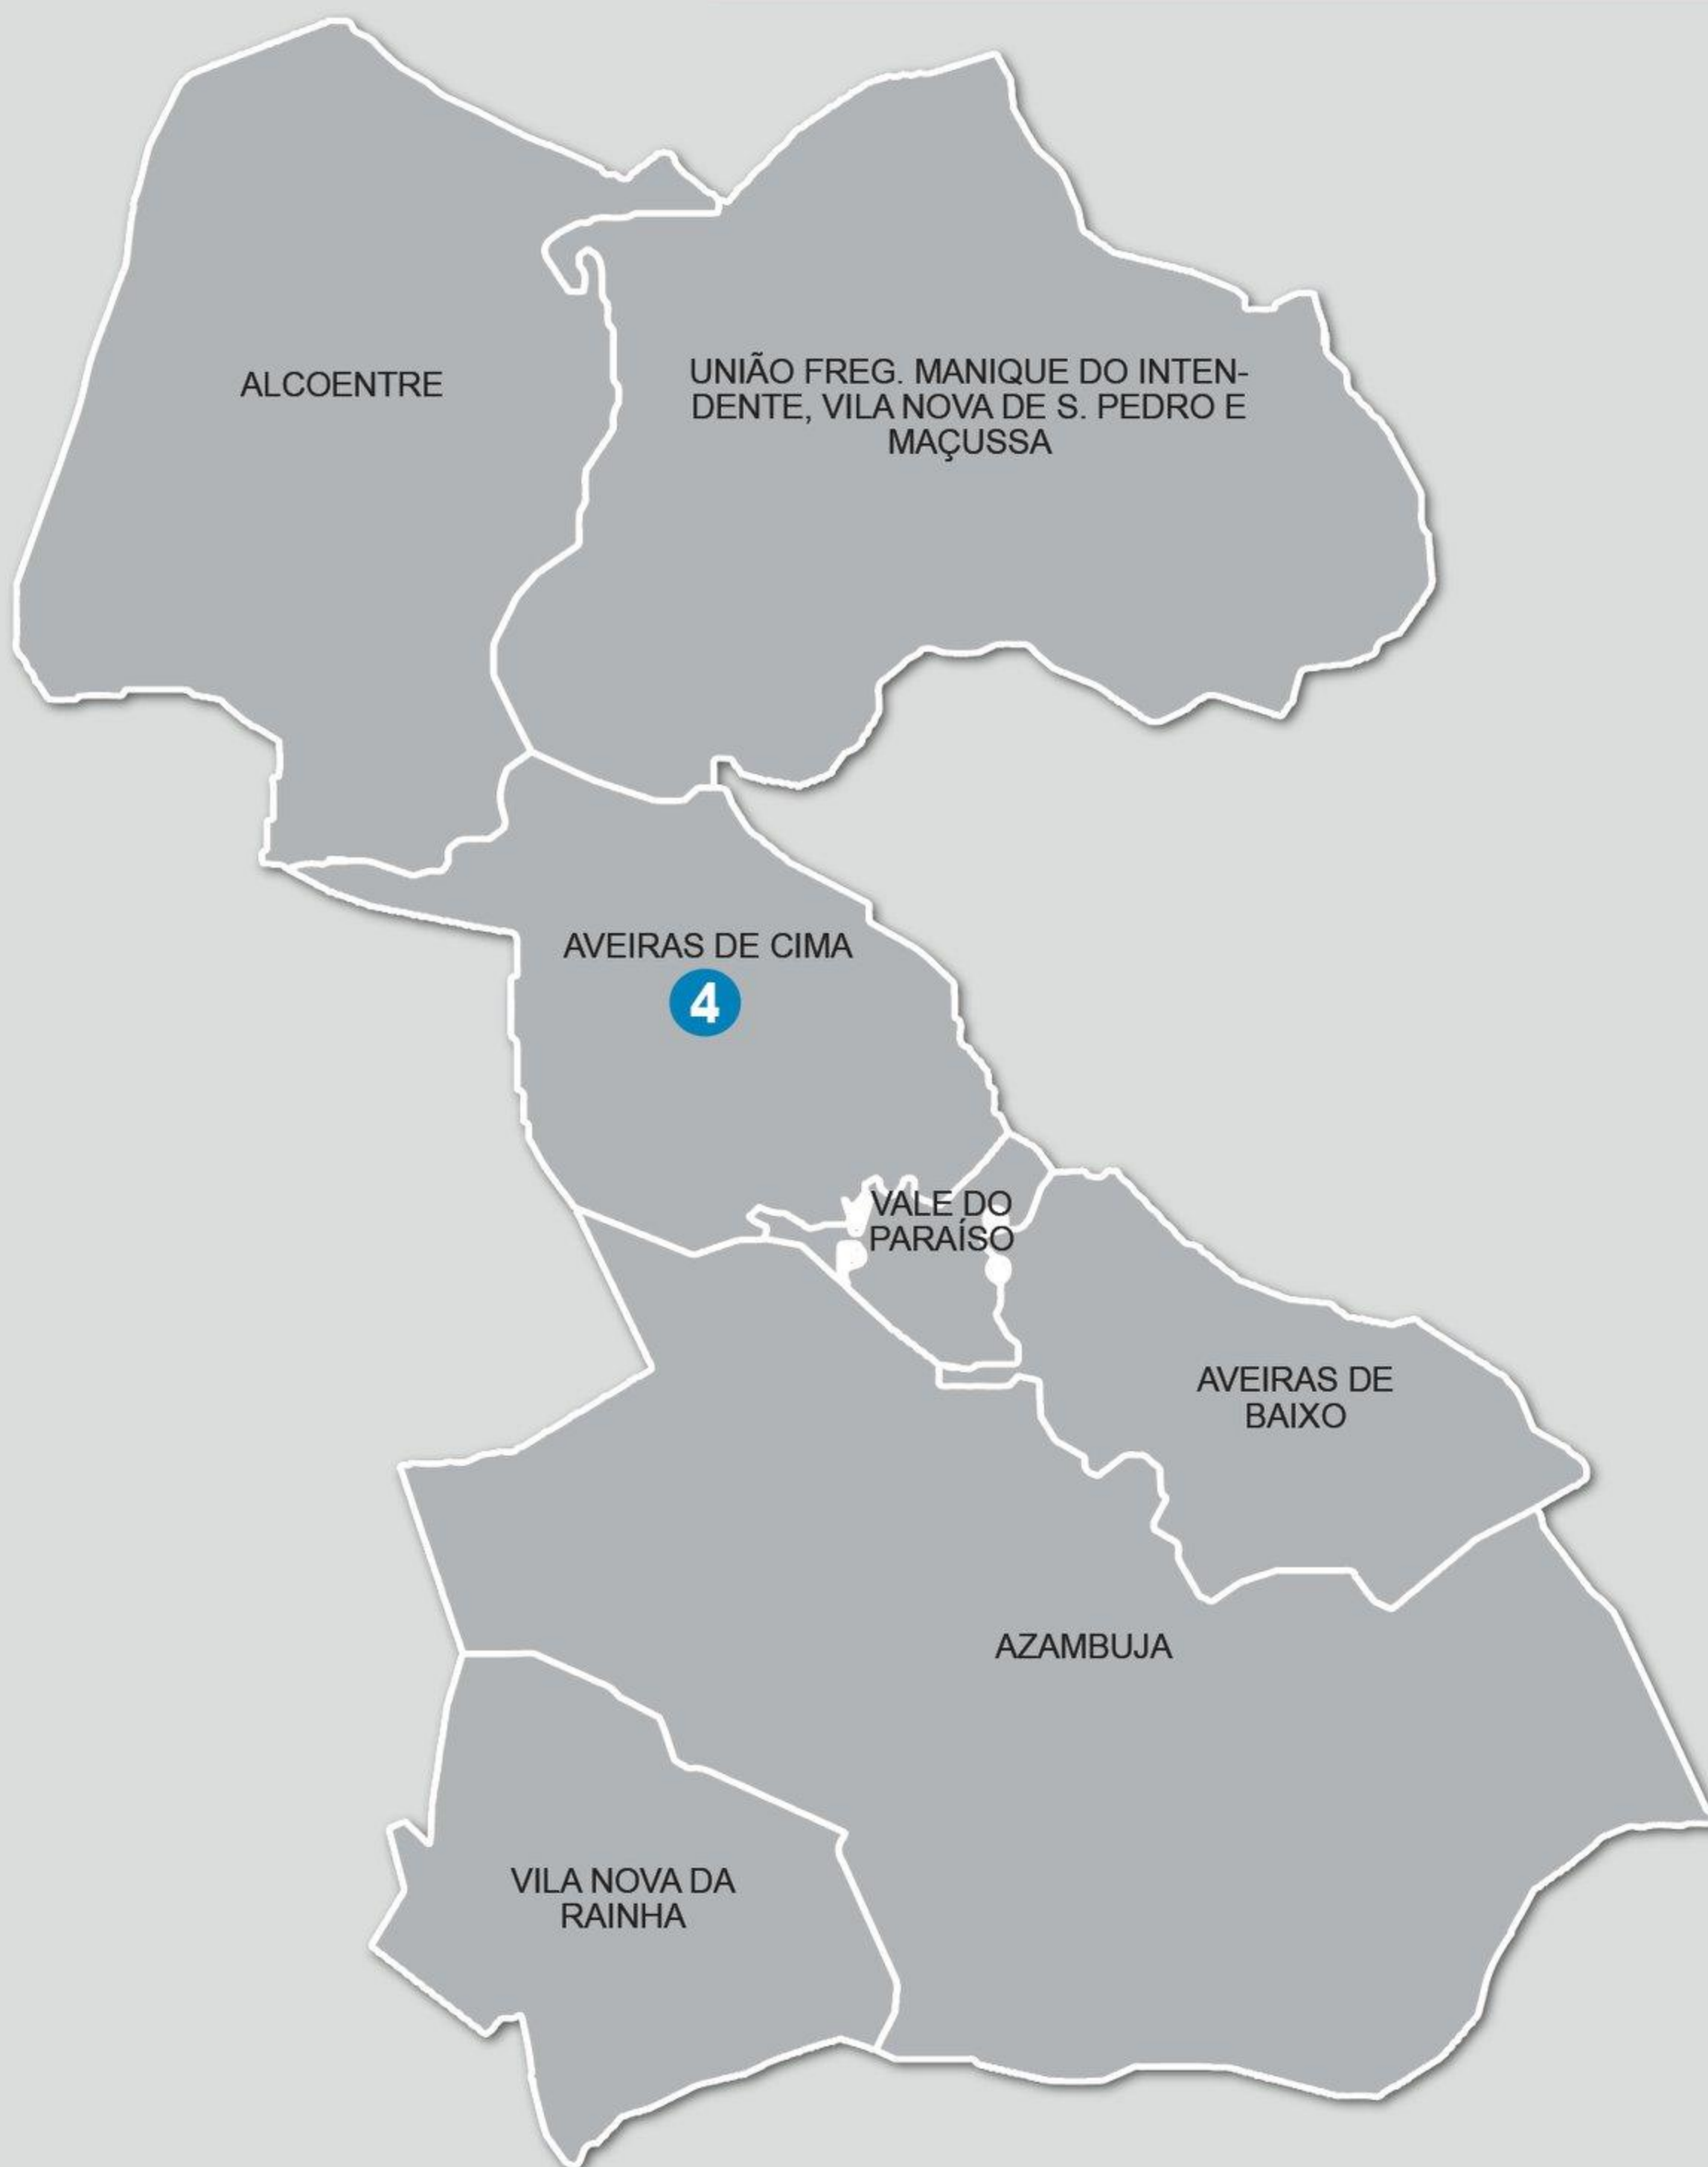 ALCOENTRE
UNIÃO FREG. MANIQUE DO INTEN-
DENTE, VILA NOVA DE S. PEDRO E
MAÇUSSA
AVEIRAS DE CIMA
4
VALE DO
PARAÍSO
AVEIRAS DE
BAIXO
AZAMBUJA
VILA NOVA DA
RAINHA